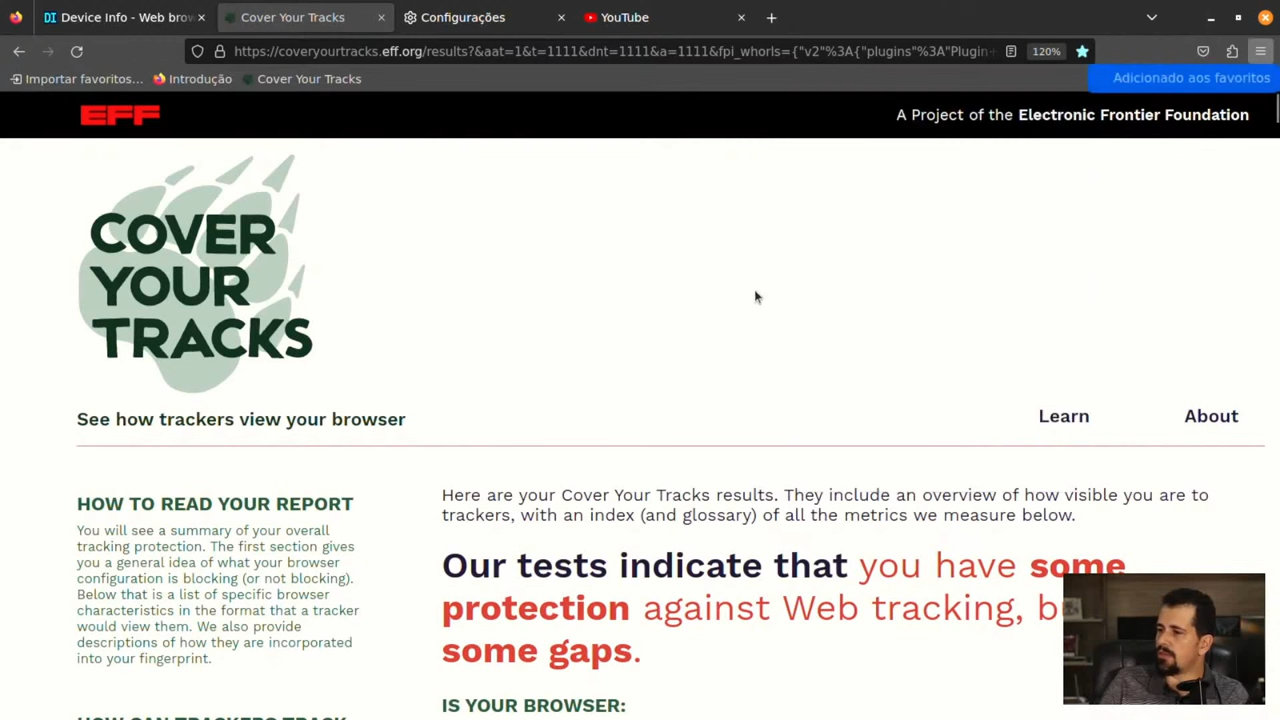 Device Info - Web brow
Cover Your Tracks
Configurações
YouTube
https://coveryourtracks.eff.org/results?&aat=1&t=1111&dnt=1111&a=1111&fpi_whorls={"v2"%3A{"plugins"%3A"Plugin
120%
Importar favoritos...
Introdução
Cover Your Tracks
Adicionado aos favoritos
EFF
A Project of the Electronic Frontier Foundation
COVER
YOUR
TRACKS
See how trackers view your browser
Learn
About
HOW TO READ YOUR REPORT
You will see a summary of your overall
tracking protection. The first section gives
you a general idea of what your browser
configuration is blocking (or not blocking).
Below that is a list of specific browser
characteristics in the format that a tracker
would view them. We also provide
descriptions of how they are incorporated
into your fingerprint.
HOW CAN TRACKERS TRACK
Here are your Cover Your Tracks results. They include an overview of how visible you are to
trackers, with an index (and glossary) of all the metrics we measure below.
Our tests indicate that you have some
protection against Web tracking, bu
some gaps.
IS YOUR BROWSER: